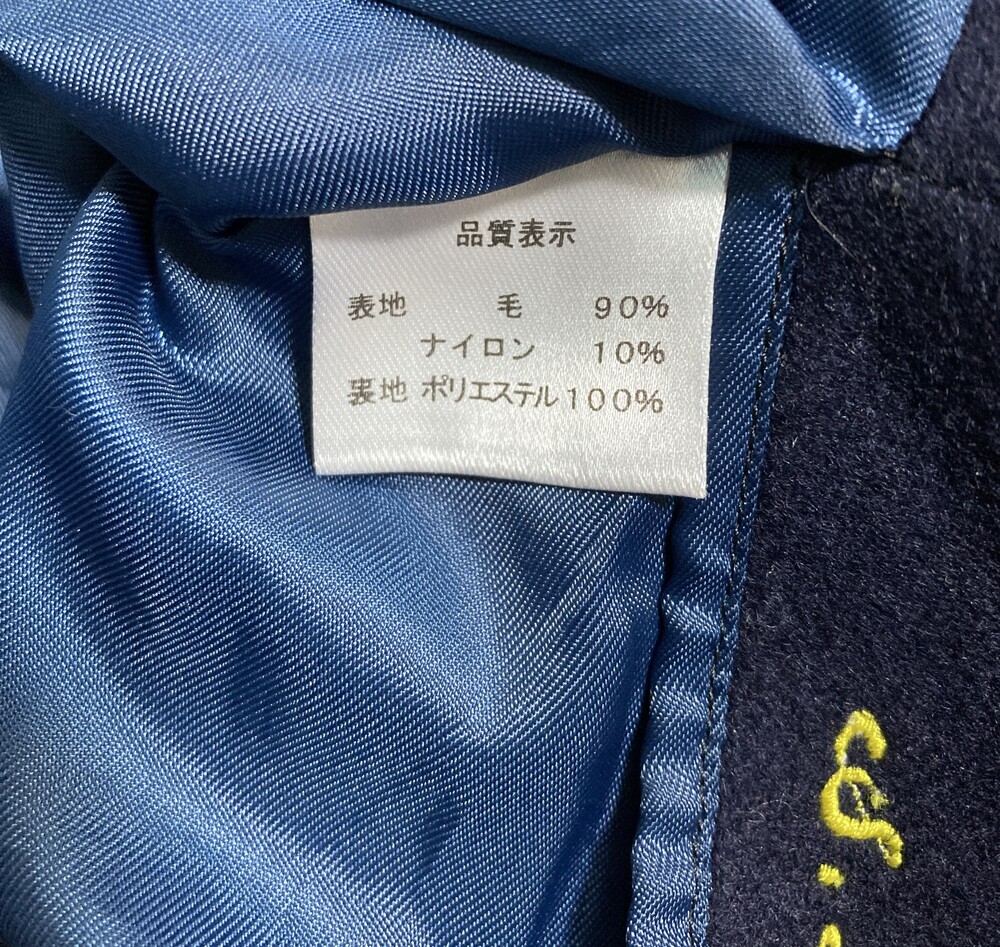 品質表示
表地 毛 90%
ナイロン 10%
裏地 ポリエステル 100%